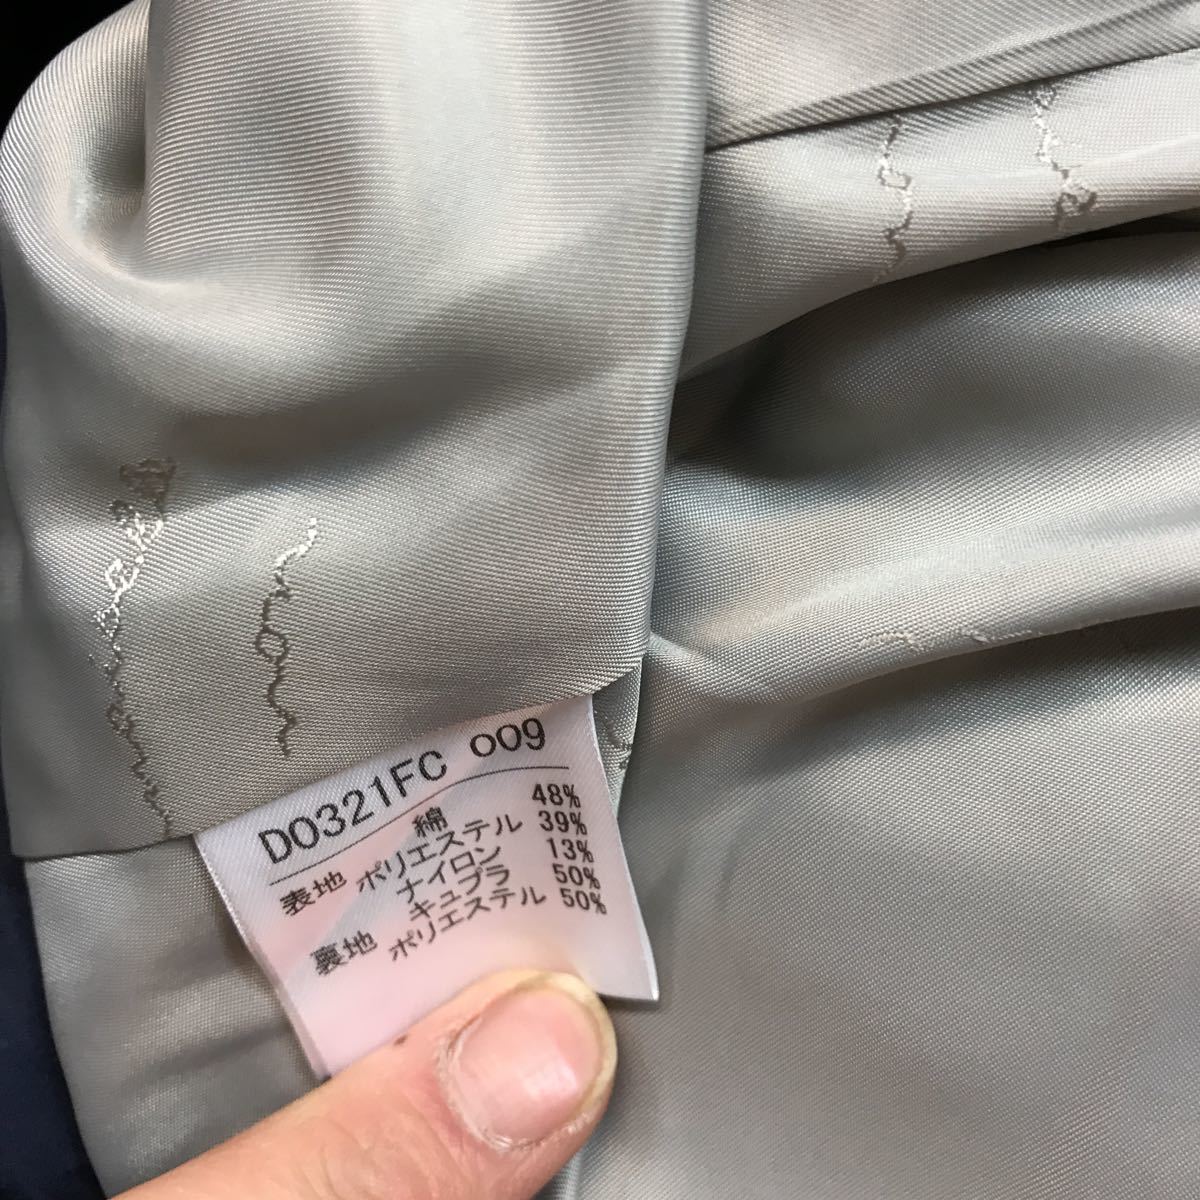 D0321FC 009
綿 48%
表地 ポリエステル 39%
ナイロン 13%
キュプラ 50%
裏地 ポリエステル 50%